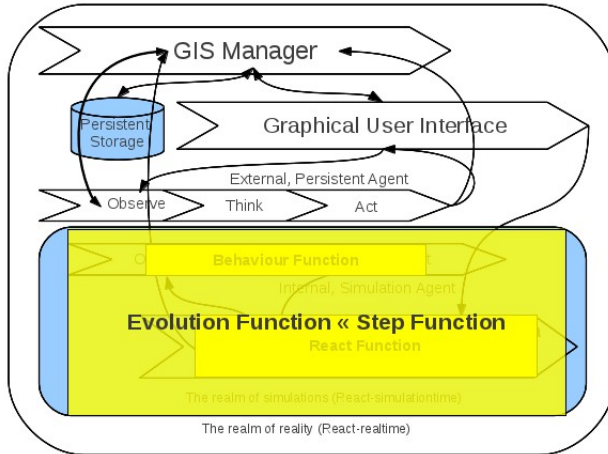 GIS Manager
Persistent
Storage
Graphical User Interface
External, Persistent Agent
Observe
Think
Act
Behaviour Function
Internal, Simulation Agent
Evolution Function « Step Function
React Function
The realm of simulations (React-simulationtime)
The realm of reality (React-realtime)